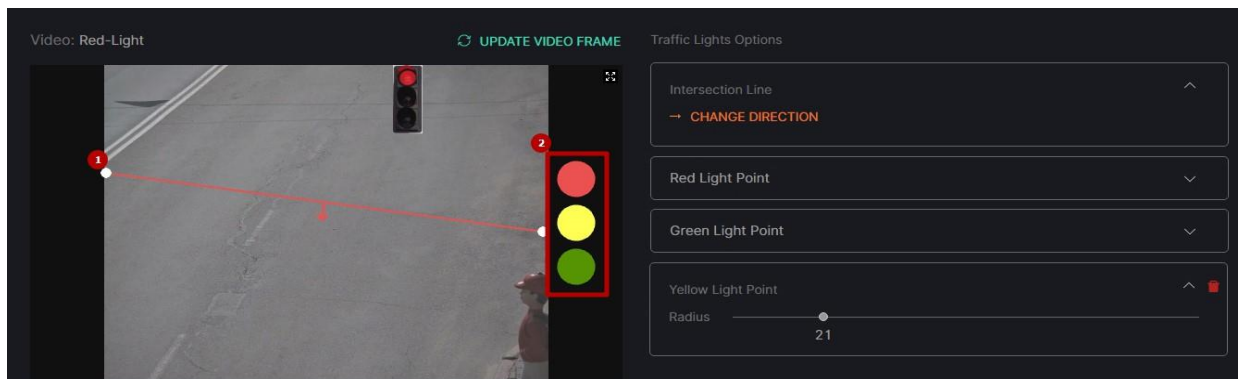 Video: Red-Light
UPDATE VIDEO FRAME
1
2
Traffic Lights Options
Intersection Line
→ CHANGE DIRECTION
Red Light Point
Green Light Point
Yellow Light Point
Radius
21